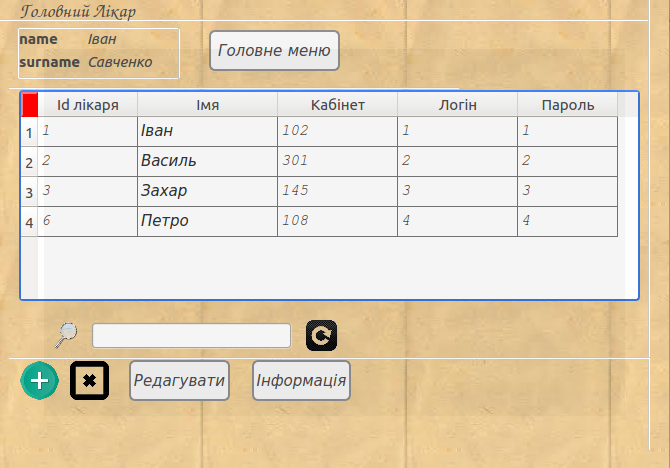 Головний Лікар
name Іван
surname Савченко
Головне меню
Id лікаря Імя Кабінет Логін Пароль
1 1 Іван 102 1 1
2 2 Василь 301 2 2
3 3 Захар 145 3 3
4 6 Петро 108 4 4
Редагувати Інформація